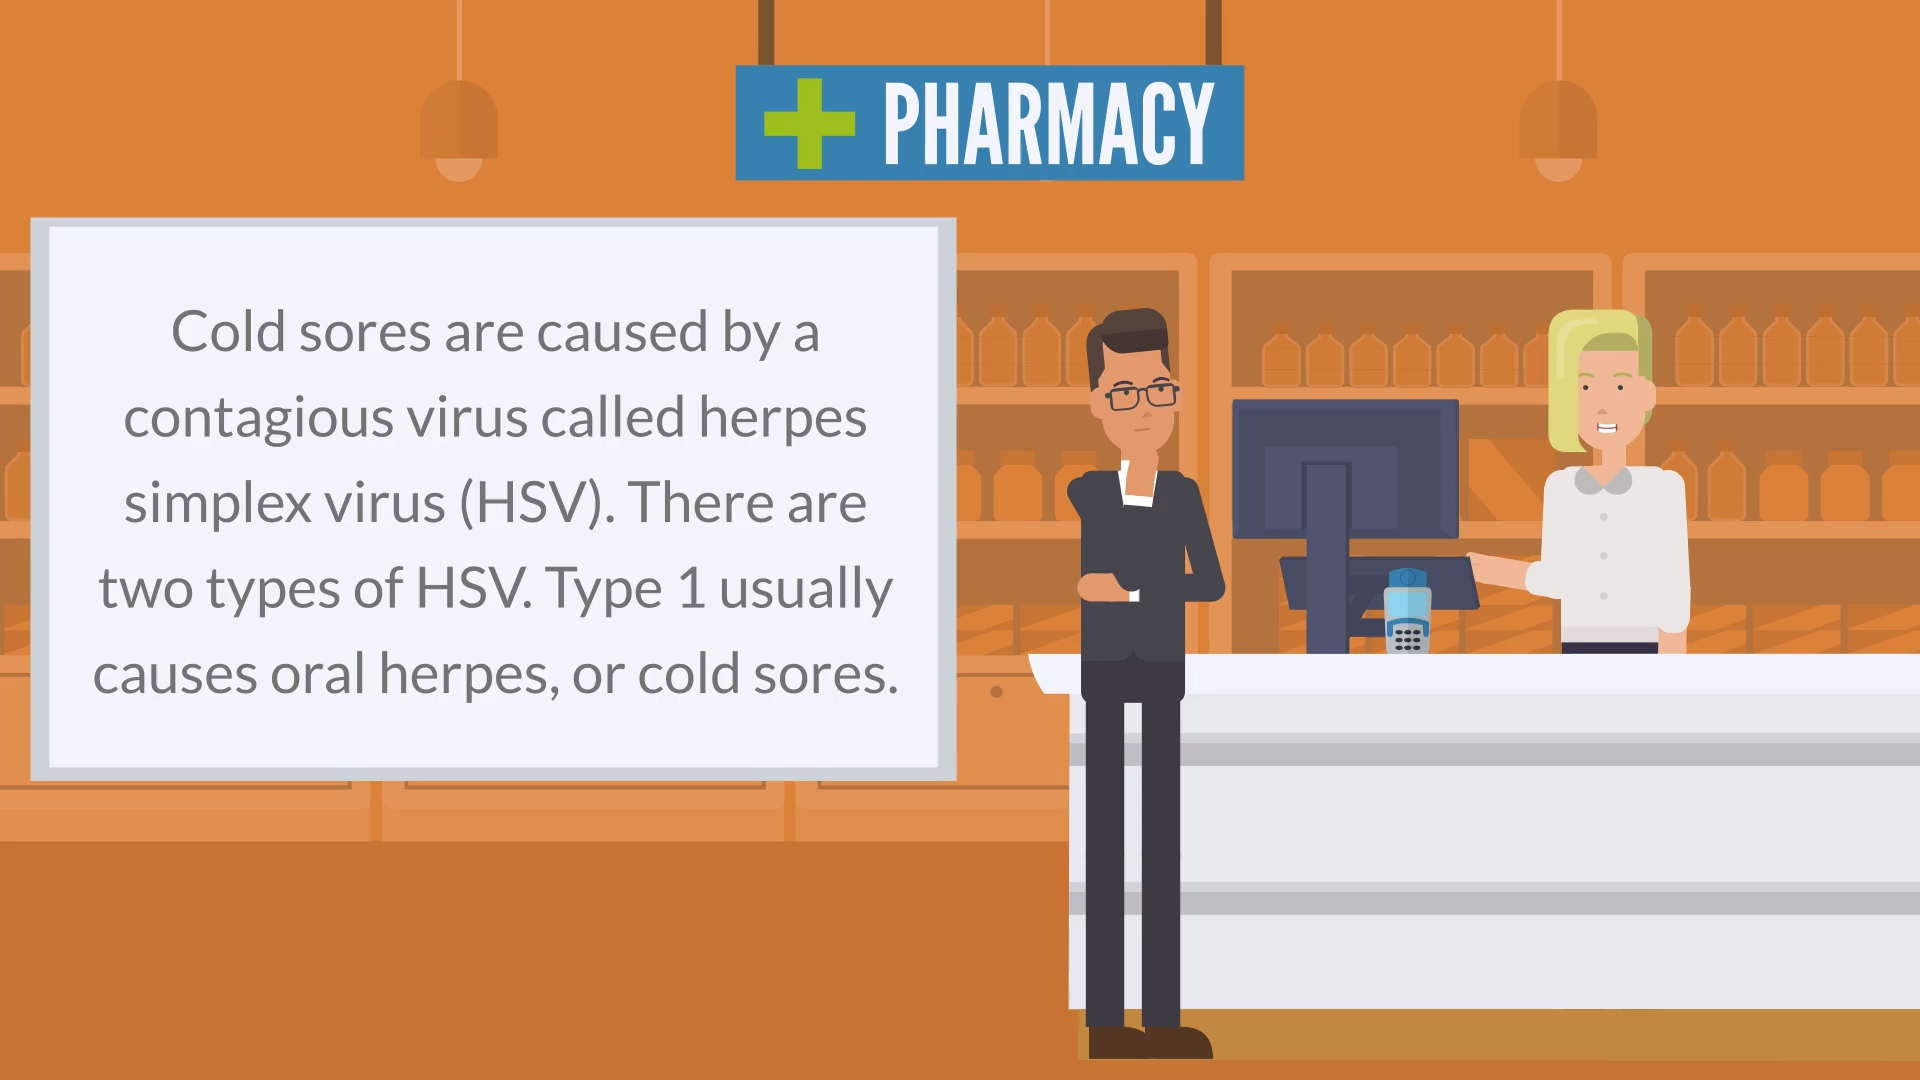 PHARMACY
Cold sores are caused by a
contagious virus called herpes
simplex virus (HSV). There are
two types of HSV. Type 1 usually
causes oral herpes, or cold sores.